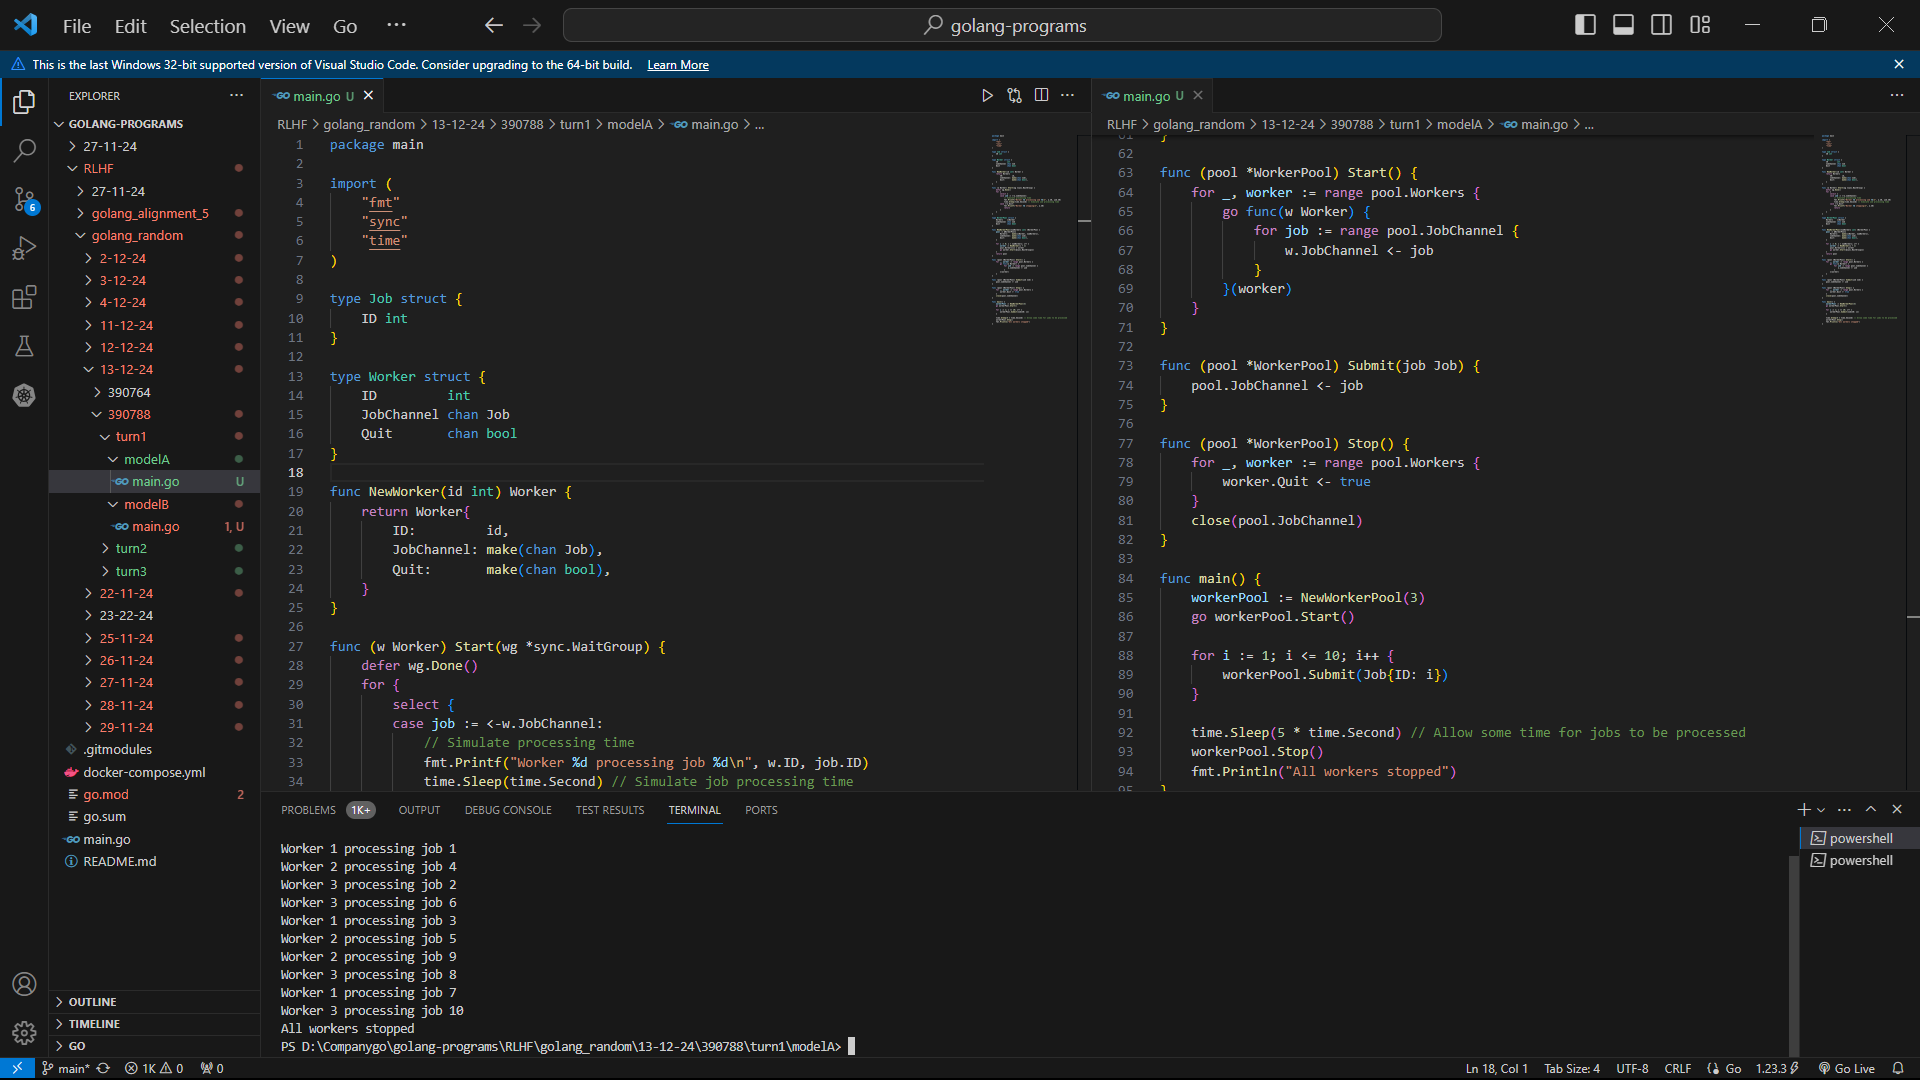 File Edit Selection View Go ···
golang-programs
This is the last Windows 32-bit supported version of Visual Studio Code. Consider upgrading to the 64-bit build. Learn More
EXPLORER
GOLANG-PROGRAMS
27-11-24
RLHF
27-11-24
golang_alignment_5
golang_random
2-12-24
3-12-24
4-12-24
11-12-24
12-12-24
13-12-24
390764
390788
turn1
modelA
main.go U
modelB
main.go 1, U
turn2
turn3
22-11-24
23-22-24
25-11-24
26-11-24
27-11-24
28-11-24
29-11-24
.gitmodules
docker-compose.yml
go.mod 2
go.sum
main.go
README.md
OUTLINE
TIMELINE
GO
6
main.go U
RLHF > golang_random > 13-12-24 > 390788 > turn1 > modelA > main.go > ...
1 package main
2
3 import (
4 "fmt"
5 "sync"
6 "time"
7 )
8
9 type Job struct {
10 ID int
11 }
12
13 type Worker struct {
14 ID int
15 JobChannel chan Job
16 Quit chan bool
17 }
18
19 func NewWorker(id int) Worker {
20 return Worker{
21 ID: id,
22 JobChannel: make(chan Job),
23 Quit: make(chan bool),
24 }
25 }
26
27 func (w Worker) Start(wg *sync.WaitGroup) {
28 defer wg.Done()
29 for {
30 select {
31 case job := <-w.JobChannel:
32 // Simulate processing time
33 fmt.Printf("Worker %d processing job %d\n", w.ID, job.ID)
34 time.Sleep(time.Second) // Simulate job processing time
main.go U
RLHF > golang_random > 13-12-24 > 390788 > turn1 > modelA > main.go > ...
61 }
62
63 func (pool *WorkerPool) Start() {
64 for _, worker := range pool.Workers {
65 go func(w Worker) {
66 for job := range pool.JobChannel {
67 w.JobChannel <- job
68 }
69 }(worker)
70 }
71 }
72
73 func (pool *WorkerPool) Submit(job Job) {
74 pool.JobChannel <- job
75 }
76
77 func (pool *WorkerPool) Stop() {
78 for _, worker := range pool.Workers {
79 worker.Quit <- true
80 }
81 close(pool.JobChannel)
82 }
83
84 func main() {
85 workerPool := NewWorkerPool(3)
86 go workerPool.Start()
87
88 for i := 1; i <= 10; i++ {
89 workerPool.Submit(Job{ID: i})
90 }
91
92 time.Sleep(5 * time.Second) // Allow some time for jobs to be processed
93 workerPool.Stop()
94 fmt.Println("All workers stopped")
95 }
PROBLEMS 1K+ OUTPUT DEBUG CONSOLE TEST RESULTS TERMINAL PORTS
Worker 1 processing job 1
Worker 2 processing job 4
Worker 3 processing job 2
Worker 3 processing job 6
Worker 1 processing job 3
Worker 2 processing job 5
Worker 2 processing job 9
Worker 3 processing job 8
Worker 1 processing job 7
Worker 3 processing job 10
All workers stopped
PS D:\Companygo\golang-programs\RLHF\golang_random\13-12-24\390788\turn1\modelA>
powershell
powershell
main* 1K 0 0 Ln 18, Col 1 Tab Size: 4 UTF-8 CRLF Go 1.23.3 Go Live